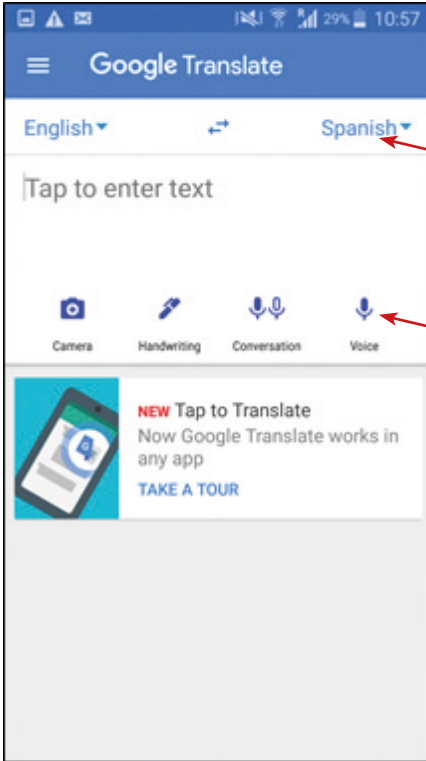 29% 10:57
Google Translate
English Spanish
Tap to enter text
Camera Handwriting Conversation Voice
NEW Tap to Translate
Now Google Translate works in
any app
TAKE A TOUR